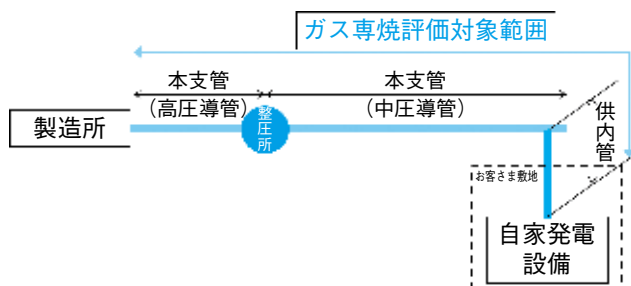 ガス専焼評価対象範囲
本支管
(高圧導管)
本支管
(中圧導管)
製造所
整圧所
供内管
お客さま敷地
自家発電
設備